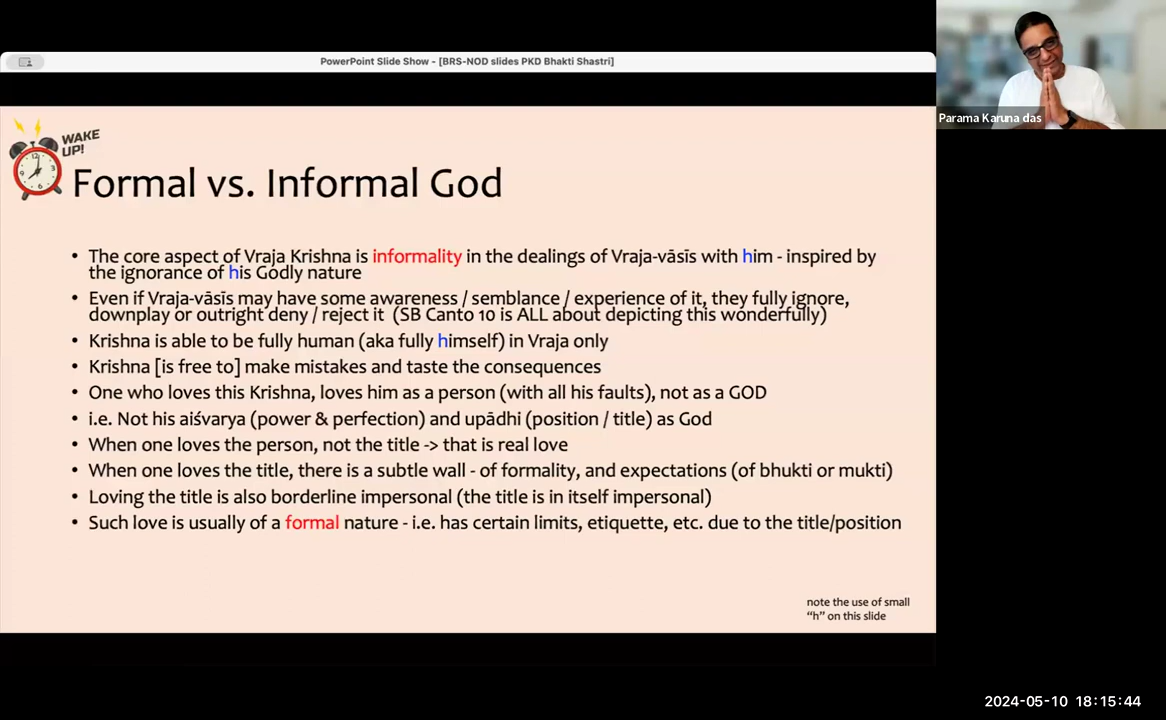 PowerPoint Slide Show - [BRS-NOD slides PKD Bhakti Shastri]
Parama Karuna das
WAKE
UP!
Formal vs. Informal God
• The core aspect of Vraja Krishna is informality in the dealings of Vraja-vāsīs with him - inspired by
the ignorance of his Godly nature
• Even if Vraja-vāsīs may have some awareness / semblance / experience of it, they fully ignore,
downplay or outright deny / reject it (SB Canto 10 is ALL about depicting this wonderfully)
• Krishna is able to be fully human (aka fully himself) in Vraja only
• Krishna [is free to] make mistakes and taste the consequences
• One who loves this Krishna, loves him as a person (with all his faults), not as a GOD
• i.e. Not his aiśvarya (power & perfection) and upādhi (position / title) as God
• When one loves the person, not the title -> that is real love
• When one loves the title, there is a subtle wall - of formality, and expectations (of bhukti or mukti)
• Loving the title is also borderline impersonal (the title is in itself impersonal)
• Such love is usually of a formal nature - i.e. has certain limits, etiquette, etc. due to the title/position
note the use of small
“h” on this slide
2024-05-10 18:15:44